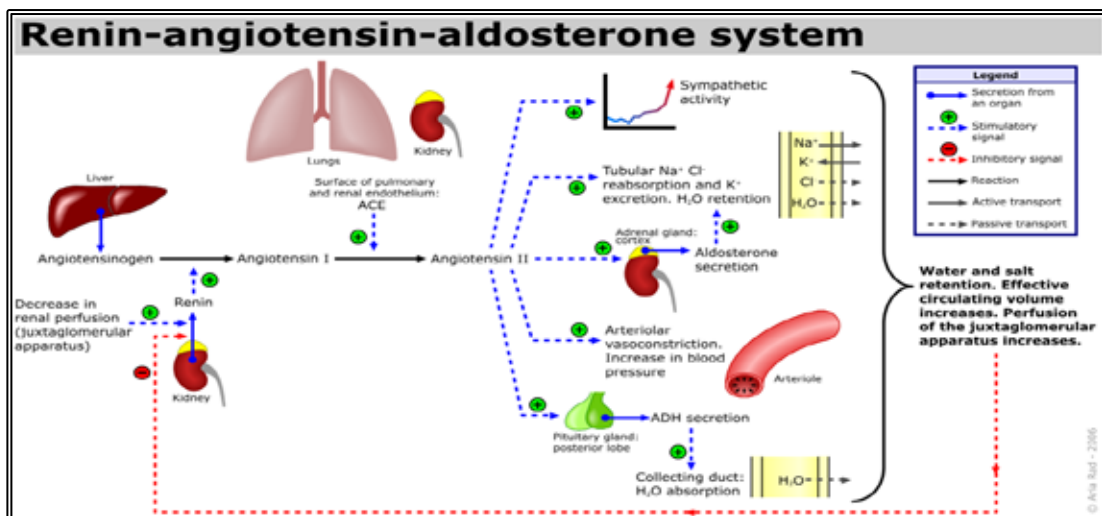 Renin-angiotensin-aldosterone system
Lungs
Kidney
Surface of pulmonary
and renal endothelium:
ACE
Liver
Angiotensinogen
Angiotensin I
Angiotensin II
Renin
Decrease in
renal perfusion
(juxtaglomerular
apparatus)
Kidney
Sympathetic
activity
Tubular Na⁺ Cl⁻
reabsorption and K⁺
excretion. H₂O retention
Adrenal gland:
cortex
Aldosterone
secretion
Arteriolar
vasoconstriction.
Increase in blood
pressure
Arteriole
ADH secretion
Pituitary gland:
posterior lobe
Collecting duct:
H₂O absorption
H₂O
Na⁺
K⁺
Cl⁻
H₂O
Legend
Secretion from
an organ
Stimulatory
signal
Inhibitory signal
Reaction
Active transport
Passive transport
Water and salt
retention. Effective
circulating volume
increases. Perfusion
of the juxtaglomerular
apparatus increases.
© Aria Rad - 2006